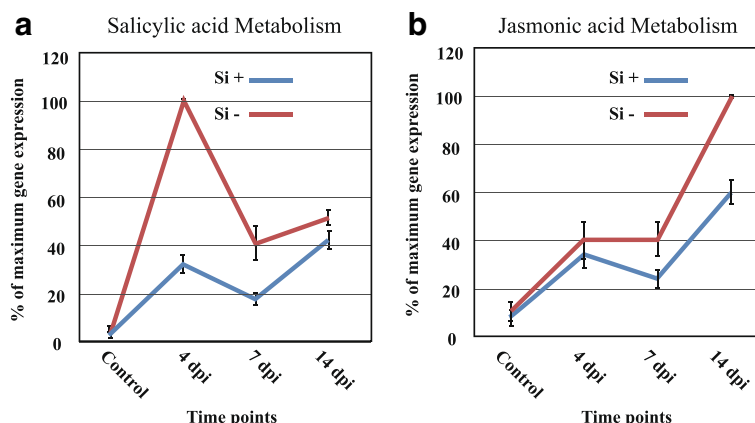 a Salicylic acid Metabolism
% of maximum gene expression
120
100
80
60
40
20
0
Si +
Si -
Control
4 dpi
7 dpi
14 dpi
Time points
b Jasmonic acid Metabolism
% of maximum gene expression
120
100
80
60
40
20
0
Si +
Si -
Control
4 dpi
7 dpi
14 dpi
Time points